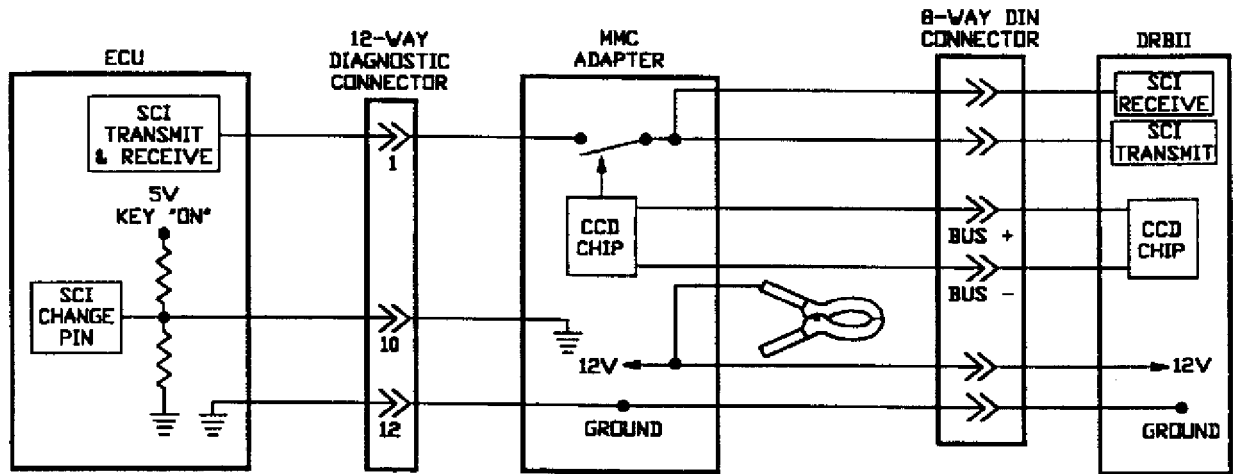 ECU
12-WAY
DIAGNOSTIC
CONNECTOR
MMC
ADAPTER
8-WAY DIN
CONNECTOR
DRBII
SCI
TRANSMIT
& RECEIVE
1
SCI
RECEIVE
SCI
TRANSMIT
5V
KEY "ON"
CCD
CHIP
BUS +
BUS -
CCD
CHIP
SCI
CHANGE
PIN
10
12V
12V
12
GROUND
GROUND